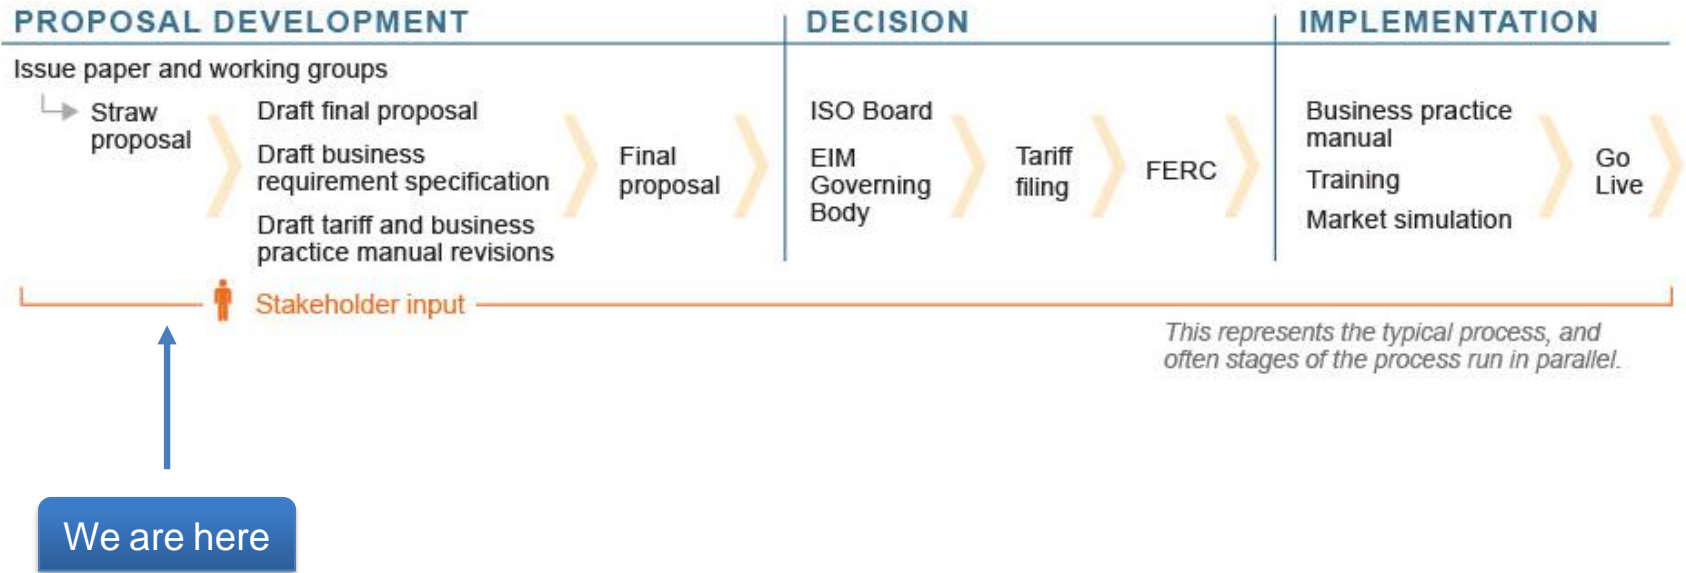 PROPOSAL DEVELOPMENT
Issue paper and working groups
Straw
proposal
Draft final proposal
Draft business
requirement specification
Draft tariff and business
practice manual revisions
Final
proposal
DECISION
ISO Board
EIM
Governing
Body
Tariff
filing
FERC
IMPLEMENTATION
Business practice
manual
Training
Market simulation
Go
Live
Stakeholder input
This represents the typical process, and
often stages of the process run in parallel.
We are here